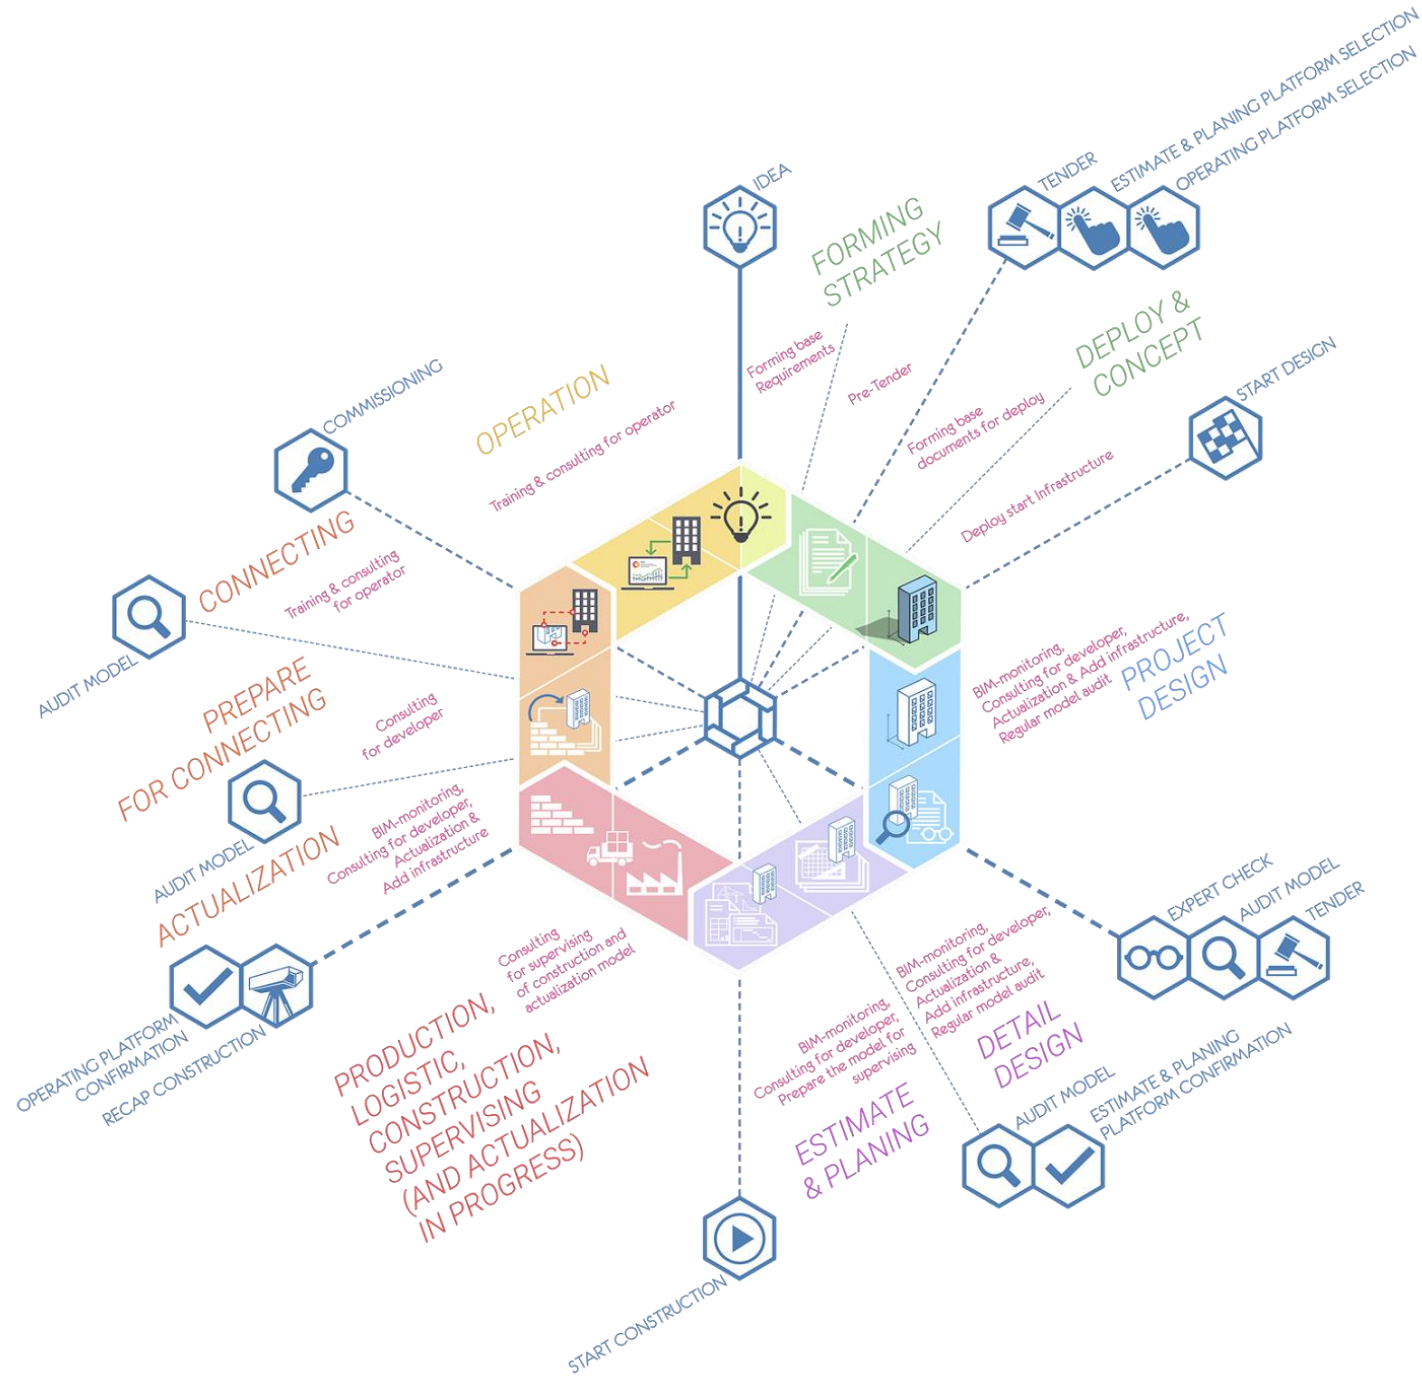 IDEA
FORMING
STRATEGY
Forming base
Requirements
Pre-Tender
TENDER
ESTIMATE & PLANING PLATFORM SELECTION
OPERATING PLATFORM SELECTION
DEPLOY &
CONCEPT
Forming base
documents for deploy
Deploy start Infrastructure
START DESIGN
BIM-monitoring,
Consulting for developer,
Actualization & Add infrastructure,
Regular model audit
PROJECT
DESIGN
EXPERT CHECK
AUDIT MODEL
TENDER
BIM-monitoring,
Consulting for developer,
Actualization &
Add infrastructure,
Regular model audit
DETAIL
DESIGN
AUDIT MODEL
ESTIMATE & PLANING
PLATFORM CONFIRMATION
BIM-monitoring,
Consulting for developer,
Prepare the model for
supervising
ESTIMATE
& PLANING
START CONSTRUCTION
Consulting
for supervising
of construction and
actualization model
PRODUCTION,
LOGISTIC,
CONSTRUCTION,
SUPERVISING
(AND ACTUALIZATION
IN PROGRESS)
OPERATING PLATFORM
CONFIRMATION
RECAP CONSTRUCTION
BIM-monitoring,
Consulting for developer,
Actualization &
Add infrastructure
ACTUALIZATION
AUDIT MODEL
Consulting
for developer
PREPARE
FOR CONNECTING
AUDIT MODEL
Training & consulting
for operator
CONNECTING
COMMISSIONING
OPERATION
Training & consulting for operator